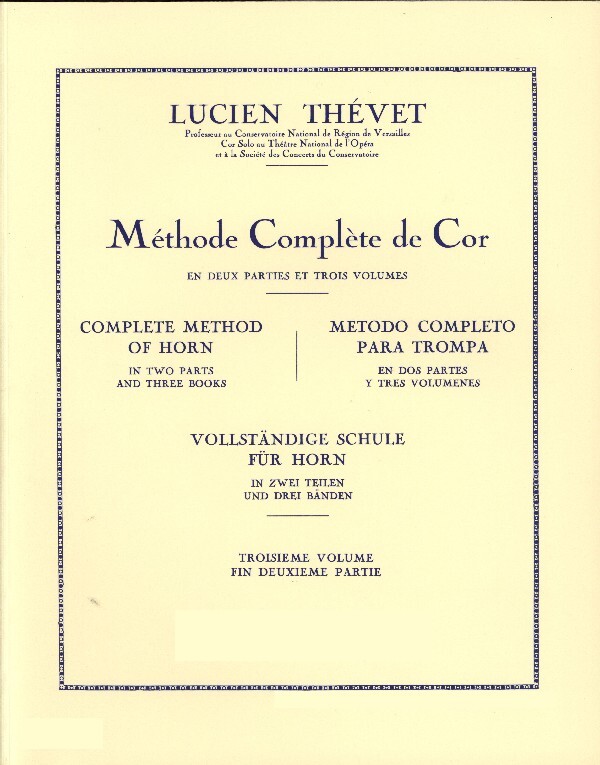 LUCIEN THÉVET
Professeur au Conservatoire National de Région de Versailles
Cor Solo au Théâtre National de l'Opéra
et à la Société des Concerts du Conservatoire
Méthode Complète de Cor
EN DEUX PARTIES ET TROIS VOLUMES
COMPLETE METHOD
OF HORN
IN TWO PARTS
AND THREE BOOKS
METODO COMPLETO
PARA TROMPA
EN DOS PARTES
Y TRES VOLUMENES
VOLLSTÄNDIGE SCHULE
FÜR HORN
IN ZWEI TEILEN
UND DREI BÄNDEN
TROISIEME VOLUME
FIN DEUXIEME PARTIE